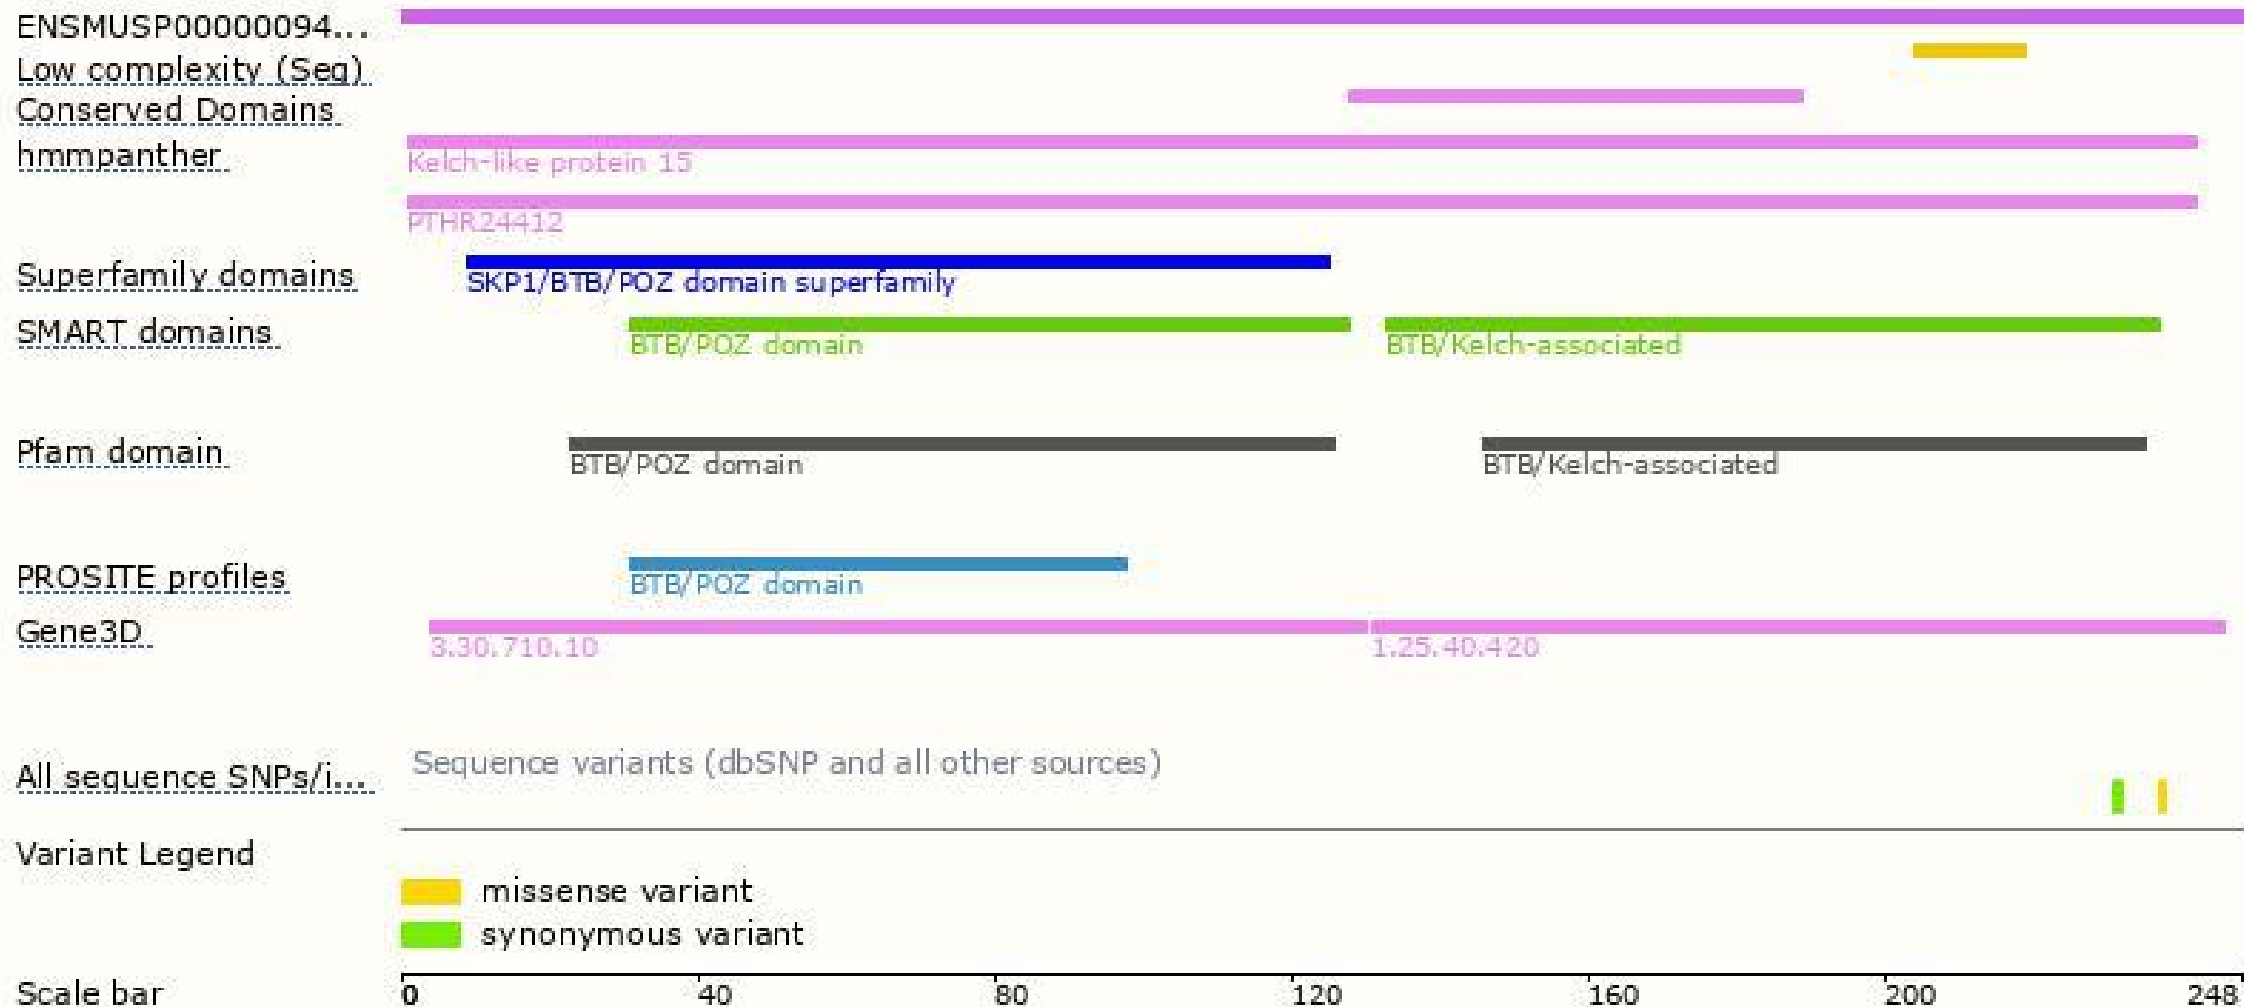 ENSMUSP00000094...
Low complexity (Seg)
Conserved Domains
hmmpanther
Kelch-like protein 15
PTHR24412
Superfamily domains
SKP1/BTB/POZ domain superfamily
SMART domains
BTB/POZ domain BTB/Kelch-associated
Pfam domain
BTB/POZ domain BTB/Kelch-associated
PROSITE profiles
BTB/POZ domain
Gene3D
3.30.710.10 1.25.40.420
All sequence SNPs/i...
Sequence variants (dbSNP and all other sources)
Variant Legend
missense variant
synonymous variant
Scale bar 0 40 80 120 160 200 248